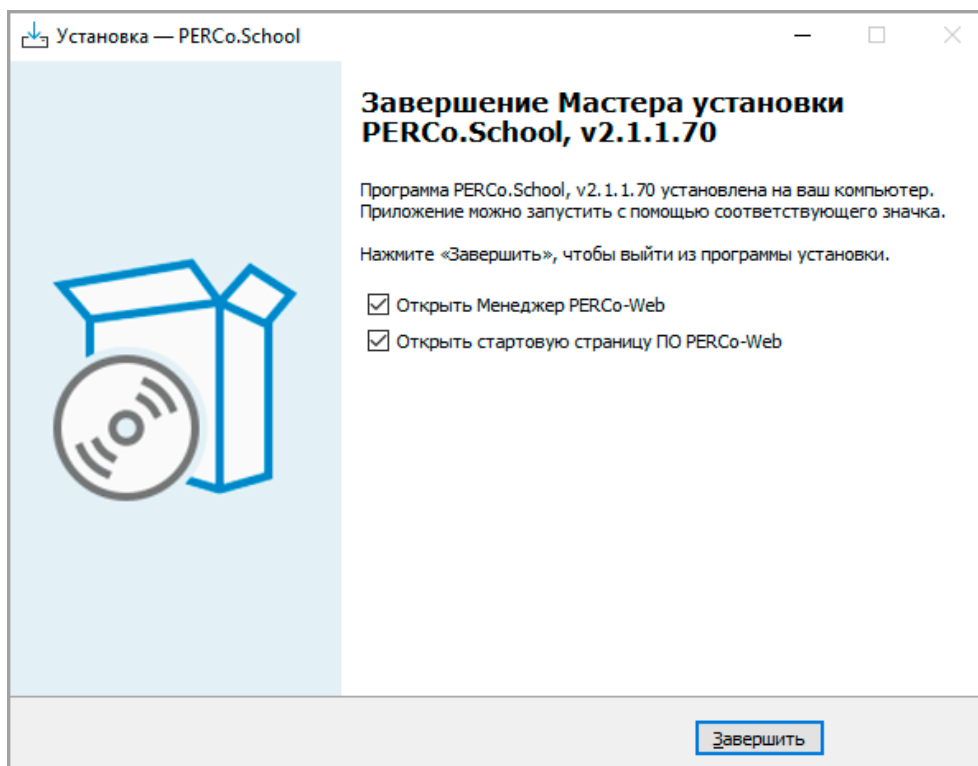 Установка — PERCo.School
Завершение Мастера установки
PERCo.School, v2.1.1.70
Программа PERCo.School, v2.1.1.70 установлена на ваш компьютер.
Приложение можно запустить с помощью соответствующего значка.
Нажмите «Завершить», чтобы выйти из программы установки.
Открыть Менеджер PERCo-Web
Открыть стартовую страницу ПО PERCo-Web
Завершить